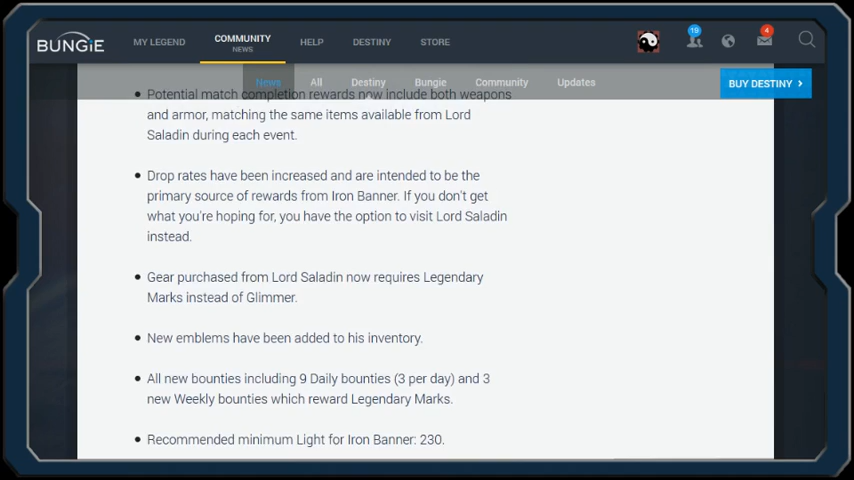 BUNGIE
MY LEGEND
COMMUNITY
NEWS
HELP
DESTINY
STORE
19
4
News
All
Destiny
Bungie
Community
Updates
BUY DESTINY
Potential match completion rewards now include both weapons
and armor, matching the same items available from Lord
Saladin during each event.
Drop rates have been increased and are intended to be the
primary source of rewards from Iron Banner. If you don't get
what you're hoping for, you have the option to visit Lord Saladin
instead.
Gear purchased from Lord Saladin now requires Legendary
Marks instead of Glimmer.
New emblems have been added to his inventory.
All new bounties including 9 Daily bounties (3 per day) and 3
new Weekly bounties which reward Legendary Marks.
Recommended minimum Light for Iron Banner: 230.